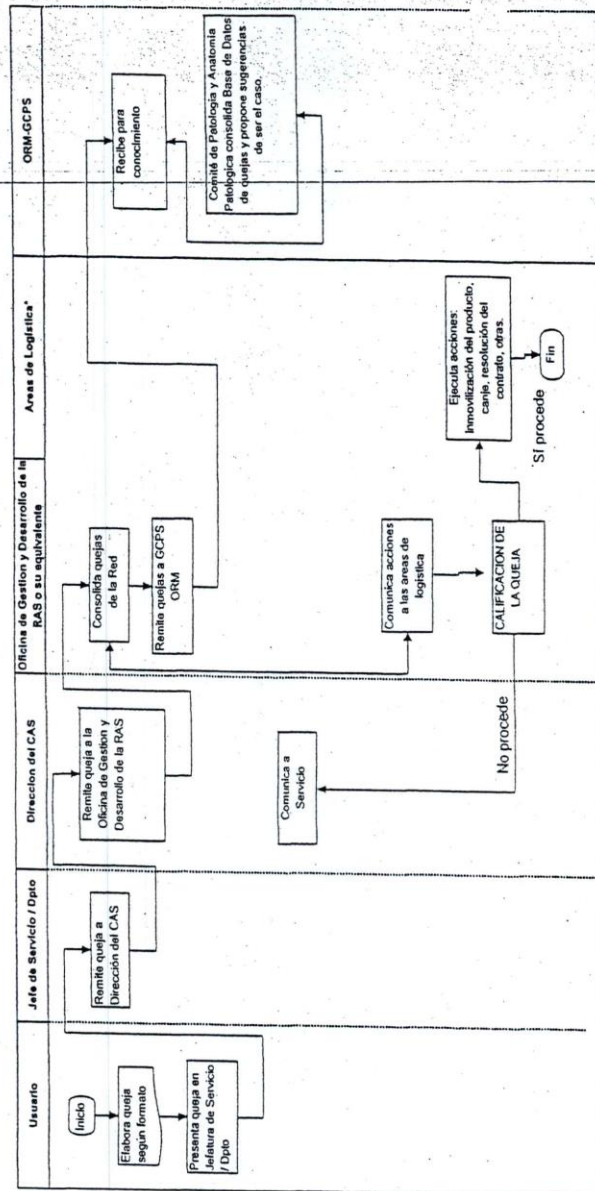 Usuario
Jefe de Servicio / Dpto
Direccion del CAS
Oficina de Gestion y Desarrollo de la
RAS o su equivalente
Areas de Logistica*
ORM-GCPS
Inicio
Elabora queja
según formato
Presenta queja en
Jefatura de Servicio
/ Dpto
Remite queja a
Dirección del CAS
Remite queja a la
Oficina de Gestion y
Desarrollo de la RAS
Consolida quejas
de la Red
Remite quejas a GCPS
ORM
Recibe para
conocimiento
Comité de Patologia y Anatomia
Patologica consolida Base de Datos
de quejas y propone sugerencias
de ser el caso.
Comunica acciones
a las areas de
logistica
CALIFICACION DE
LA QUEJA
No procede
Comunica a
Servicio
SI procede
Ejecuta acciones:
Inmovilización del producto,
canje, resolución del
contrato, otras.
Fin